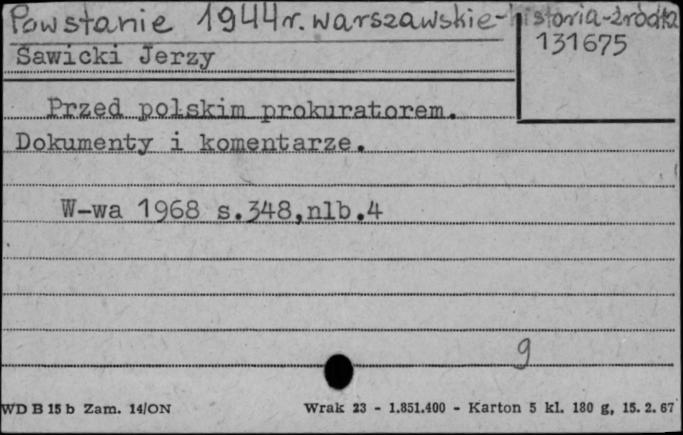 Powstanie 1944 r. warszawskie-historia-źródła
131675
Sawicki Jerzy
Przed polskim prokuratorem.
Dokumenty i komentarze.
W-wa 1968 s.348,nlb.4
9
WD B 15 b Zam. 14/ON Wrak 23 - 1.851.400 - Karton 5 kl. 180 g, 15. 2. 67